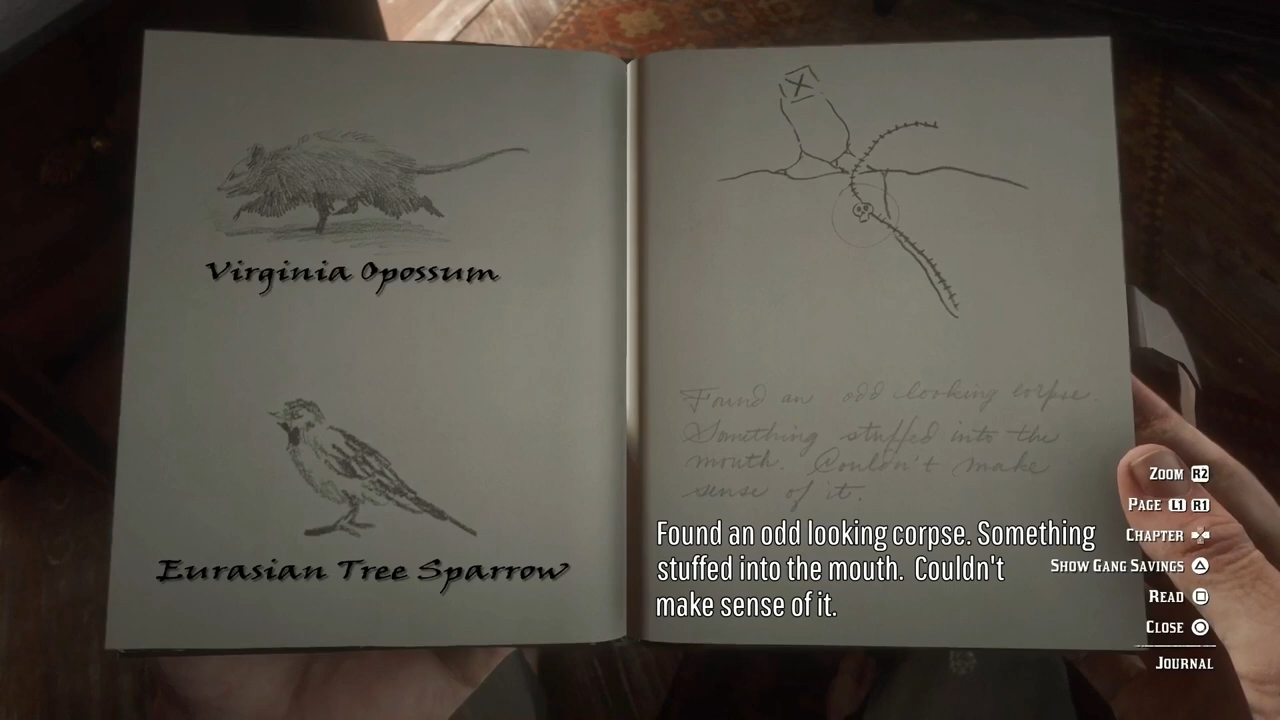 Virginia Opossum
Eurasian Tree Sparrow
X
Found an odd looking corpse.
Something stuffed into the
mouth. Couldn't make
sense of it.
Found an odd looking corpse. Something
stuffed into the mouth. Couldn't
make sense of it.
ZOOM R2
PAGE L1 R1
CHAPTER
SHOW GANG SAVINGS
READ
CLOSE
JOURNAL